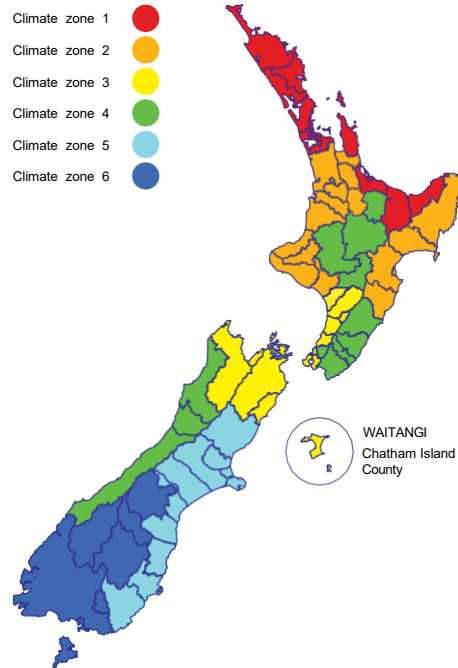 Climate zone 1
Climate zone 2
Climate zone 3
Climate zone 4
Climate zone 5
Climate zone 6
WAITANGI
Chatham Island
County